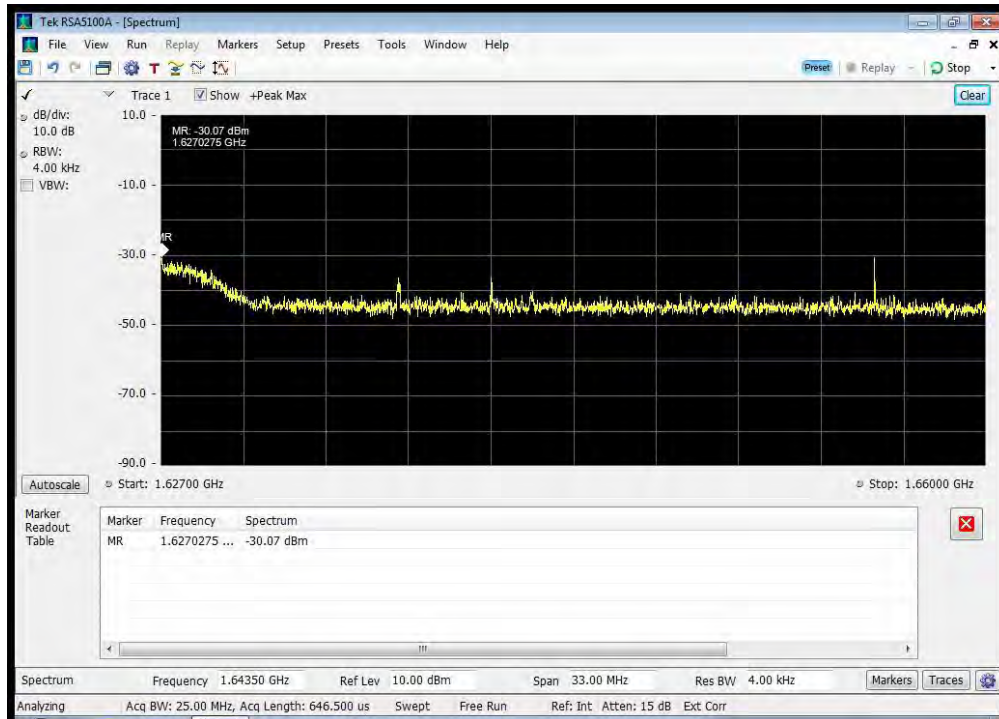 Tek RSA5100A - [Spectrum]
File View Run Replay Markers Setup Presets Tools Window Help
T
Preset Replay Stop
Trace 1 Show +Peak Max Clear
dB/div:
10.0 dB
RBW:
4.00 kHz
VBW:
10.0
MR: -30.07 dBm
1.6270275 GHz
-10.0
MR
-30.0
-50.0
-70.0
-90.0
Autoscale Start: 1.62700 GHz Stop: 1.66000 GHz
Marker
Readout
Table
Marker Frequency Spectrum
MR 1.6270275 ... -30.07 dBm
Spectrum Frequency 1.64350 GHz Ref Lev 10.00 dBm Span 33.00 MHz Res BW 4.00 kHz Markers Traces
Analyzing Acq BW: 25.00 MHz, Acq Length: 646.500 us Swept Free Run Ref: Int Atten: 15 dB Ext Corr